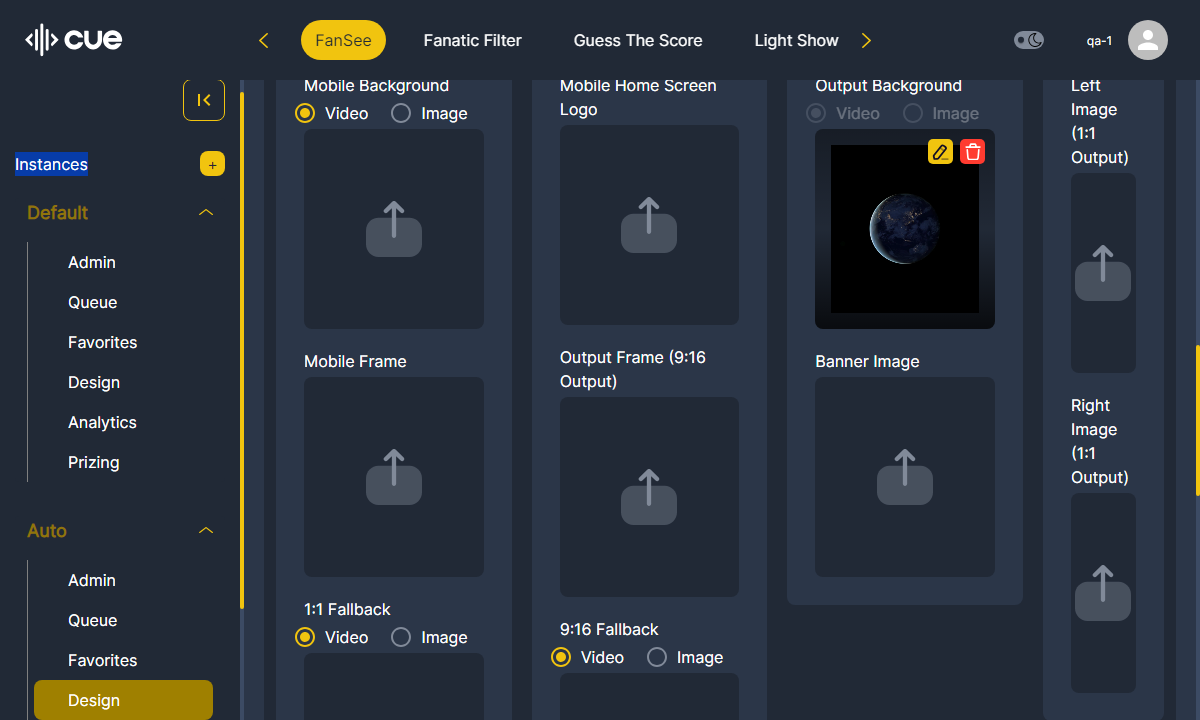 cue
FanSee
Fanatic Filter
Guess The Score
Light Show
qa-1
Instances
+
Default
Admin
Queue
Favorites
Design
Analytics
Prizing
Auto
Admin
Queue
Favorites
Design
Mobile Background
Video
Image
Mobile Frame
1:1 Fallback
Video
Image
Mobile Home Screen
Logo
Output Frame (9:16
Output)
9:16 Fallback
Video
Image
Output Background
Video
Image
Banner Image
Left
Image
(1:1
Output)
Right
Image
(1:1
Output)